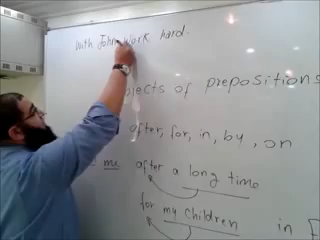 With John work hard.
objects of prepositions
after, for, in, by, on
me after a long time
for my children in